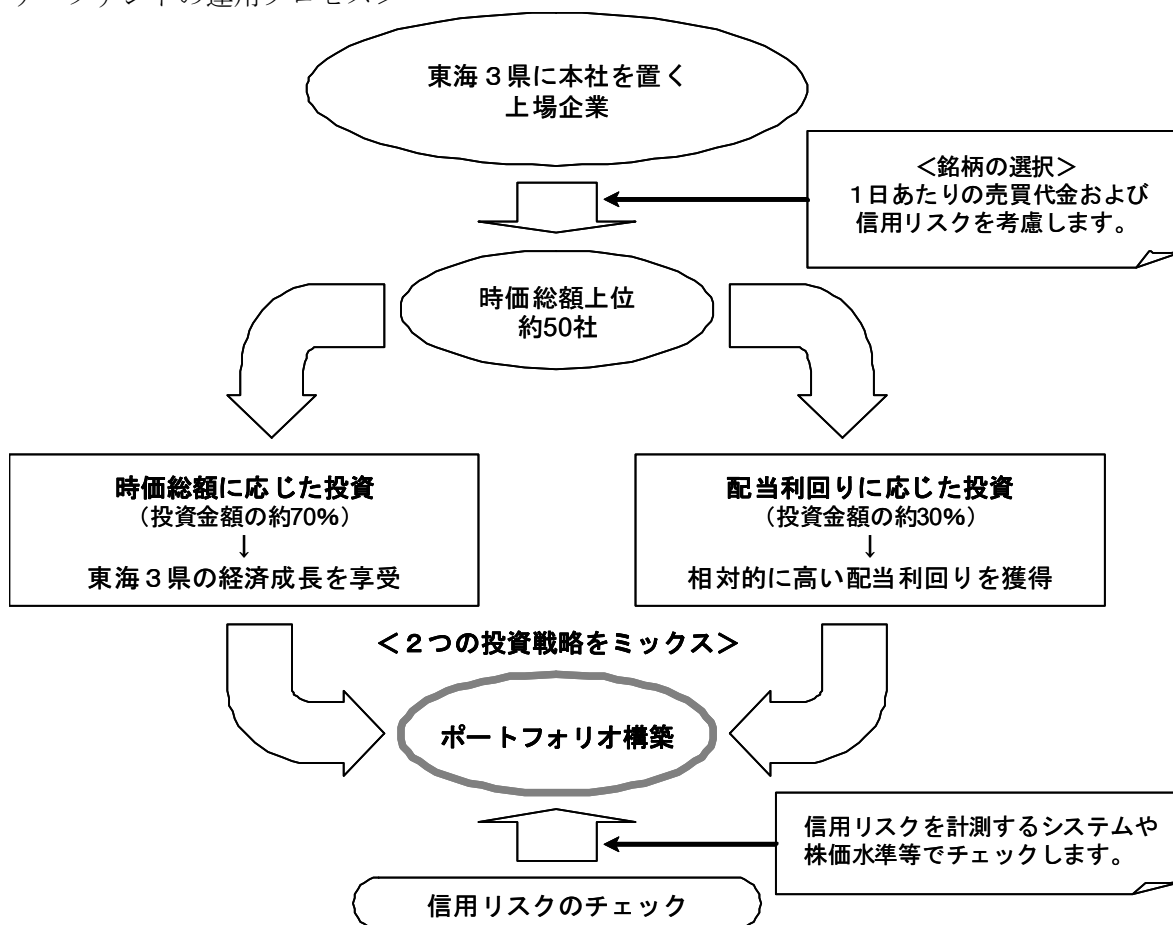 東海３県に本社を置く
上場企業
＜銘柄の選択＞
１日あたりの売買代金および
信用リスクを考慮します。
時価総額上位
約50社
時価総額に応じた投資
（投資金額の約70%）
↓
東海３県の経済成長を享受
配当利回りに応じた投資
（投資金額の約30%）
↓
相対的に高い配当利回りを獲得
＜２つの投資戦略をミックス＞
ポートフォリオ構築
信用リスクを計測するシステムや
株価水準等でチェックします。
信用リスクのチェック